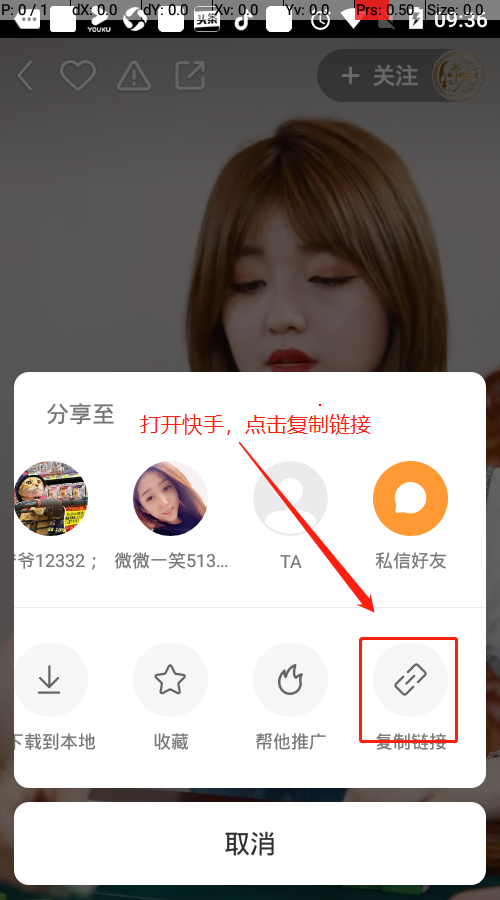 P: 0 / 1 dX: 0.0 dY: 0.0 Xv: 0.0 Yv: 0.0 Prs: 0.50 Size: 0.0
YOUKU 头条 09:36
+ 关注
分享至
打开快手，点击复制链接
爷12332； 微微一笑513... TA 私信好友
下载到本地 收藏 帮他推广 复制链接
取消